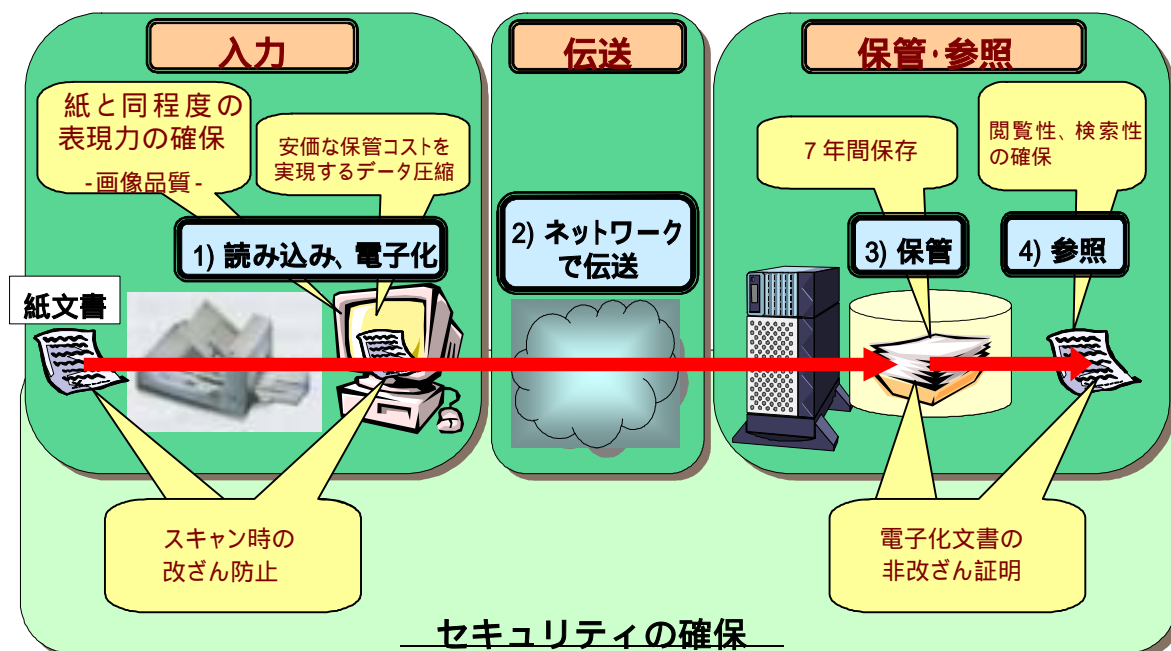 入力
伝送
保管・参照
紙と同程度の
表現力の確保
-画像品質-
安価な保管コストを
実現するデータ圧縮
７年間保存
閲覧性、検索性
の確保
1) 読み込み、電子化
2) ネットワーク
で伝送
3) 保管
4) 参照
紙文書
スキャン時の
改ざん防止
電子化文書の
非改ざん証明
セキュリティの確保